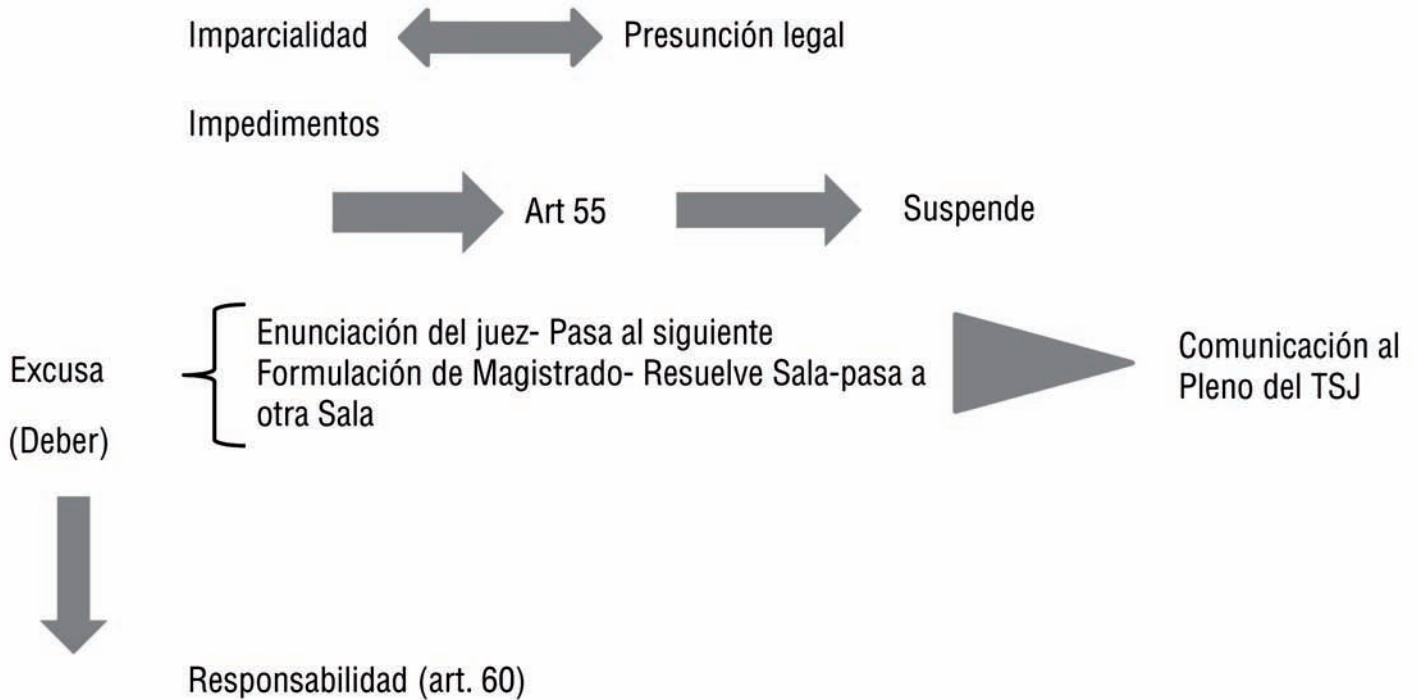 Imparcialidad
Presunción legal
Impedimentos
Art 55
Suspende
Excusa
(Deber)
Enunciación del juez- Pasa al siguiente
Formulación de Magistrado- Resuelve Sala-pasa a
otra Sala
Comunicación al
Pleno del TSJ
Responsabilidad (art. 60)